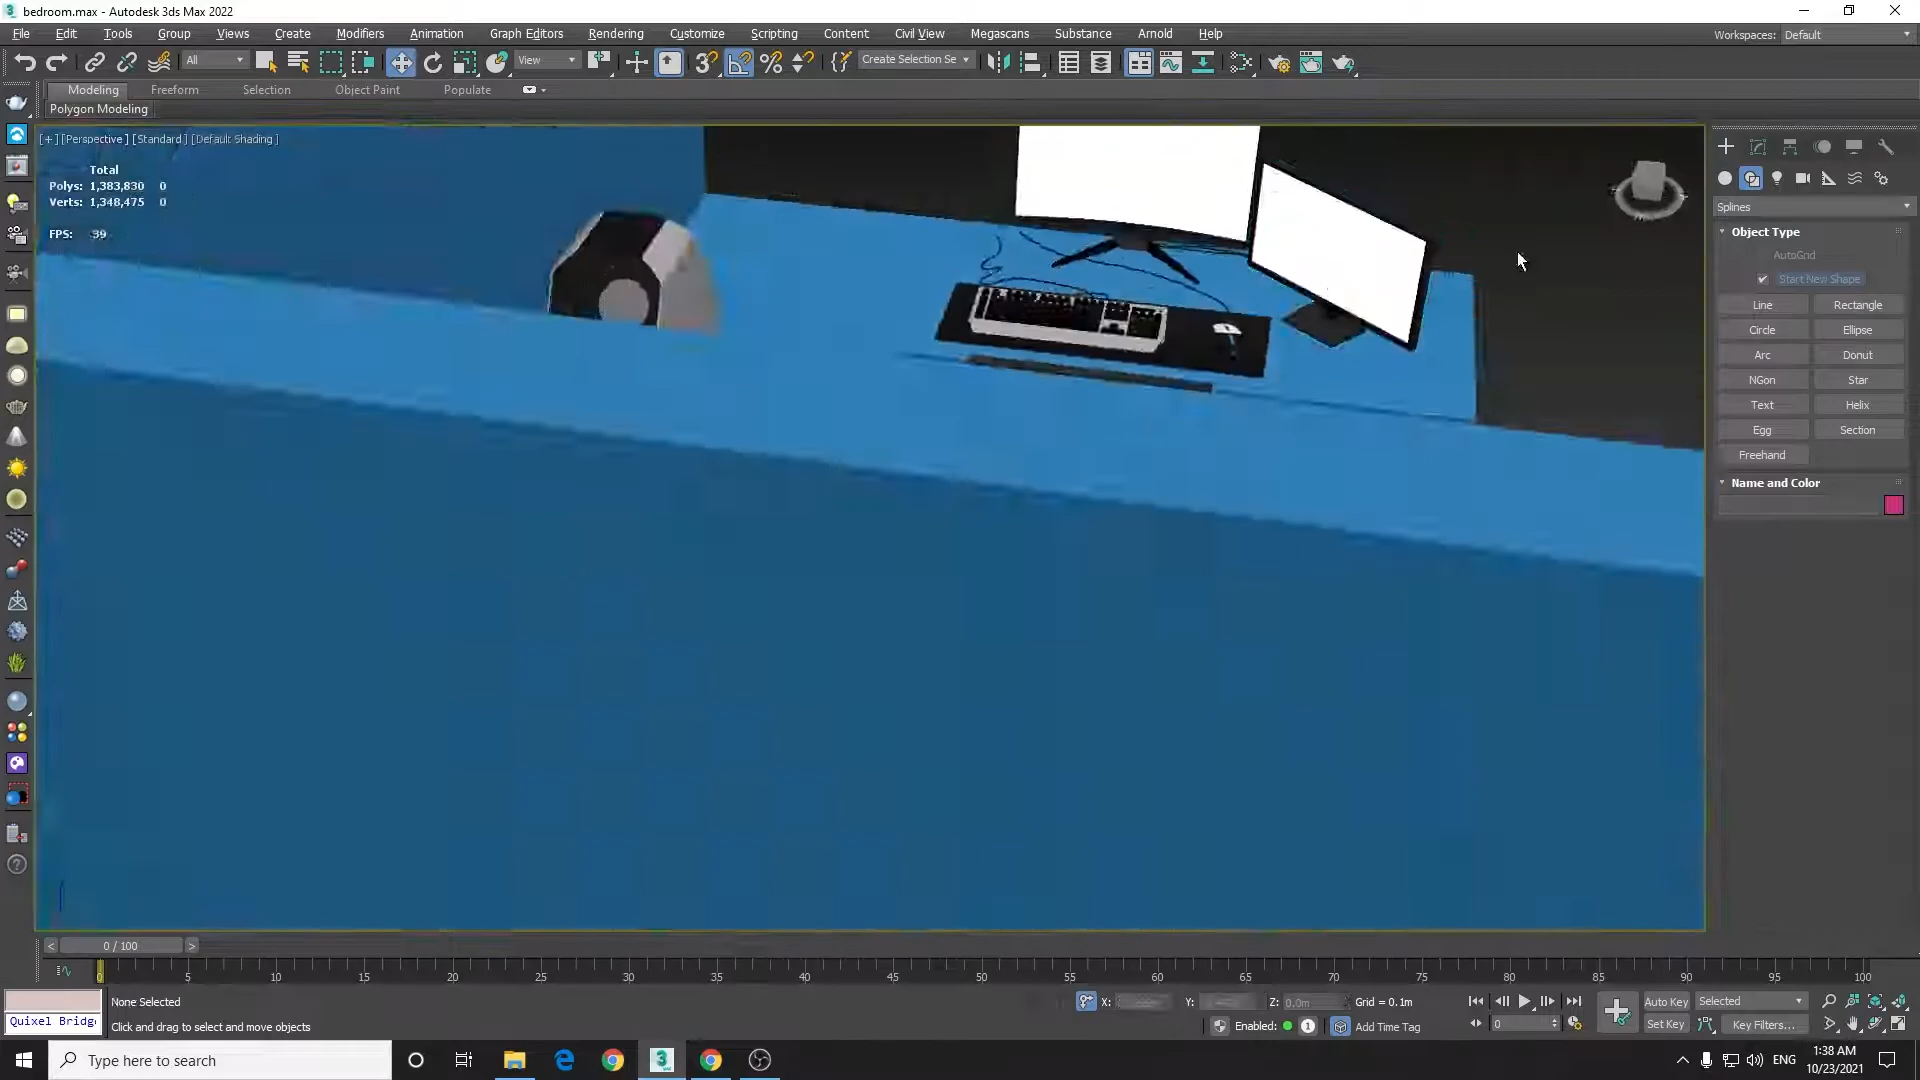 bedroom.max - Autodesk 3ds Max 2022
File Edit Tools Group Views Create Modifiers Animation Graph Editors Rendering Customize Scripting Content Civil View Megascans Substance Arnold Help
Workspaces: Default
All View Create Selection Se
Modeling Freeform Selection Object Paint Populate
Polygon Modeling
[+] [Perspective] [Standard] [Default Shading]
Total
Polys: 1,383,830 0
Verts: 1,348,475 0
FPS: 39
Splines
Object Type
AutoGrid
Start New Shape
Line Rectangle
Circle Ellipse
Arc Donut
NGon Star
Text Helix
Egg Section
Freehand
Name and Color
< 0 / 100 >
0 5 10 15 20 25 30 35 40 45 50 55 60 65 70 75 80 85 90 95 100
None Selected
X: Y: Z: 0.0m Grid = 0.1m
Auto Key Selected
Quixel Bridg
Click and drag to select and move objects
Enabled: 1 Add Time Tag
0
Set Key Key Filters...
Type here to search
ENG
1:38 AM
10/23/2021